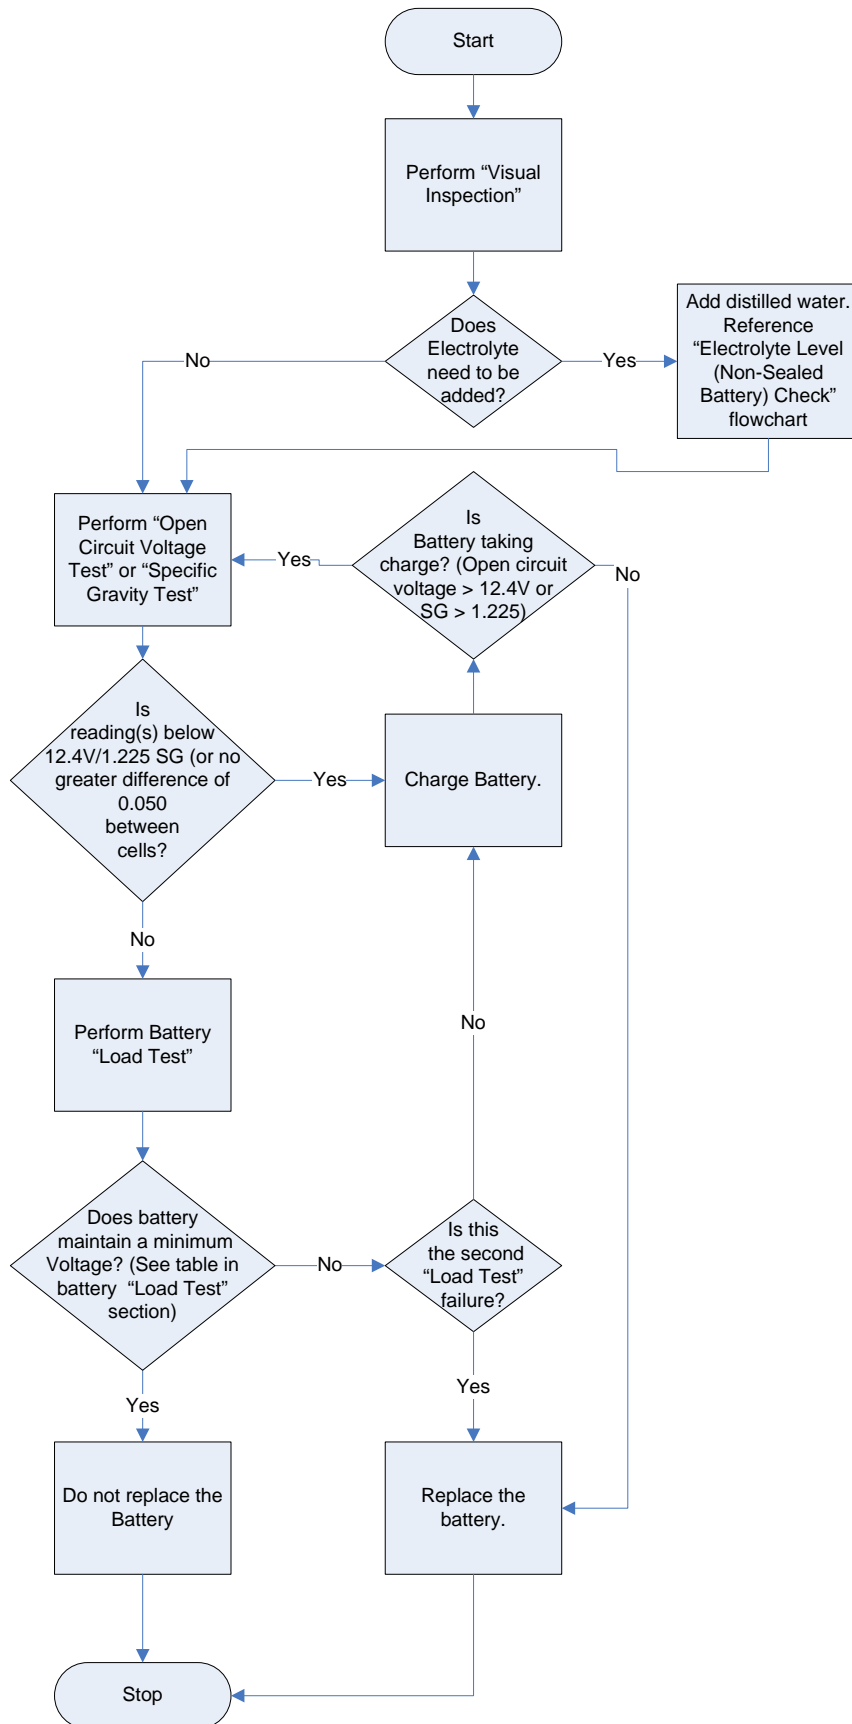 Start
Perform “Visual
Inspection”
Does
Electrolyte
need to be
added?
No
Yes
Add distilled water.
Reference
“Electrolyte Level
(Non-Sealed
Battery) Check”
flowchart
Perform “Open
Circuit Voltage
Test” or “Specific
Gravity Test”
Yes
Is
Battery taking
charge? (Open circuit
voltage > 12.4V or
SG > 1.225)
No
Is
reading(s) below
12.4V/1.225 SG (or no
greater difference of
0.050
between
cells?
Yes
Charge Battery.
No
Perform Battery
“Load Test”
No
Does battery
maintain a minimum
Voltage? (See table in
battery “Load Test”
section)
No
Is this
the second
“Load Test”
failure?
Yes
Yes
Do not replace the
Battery
Replace the
battery.
Stop